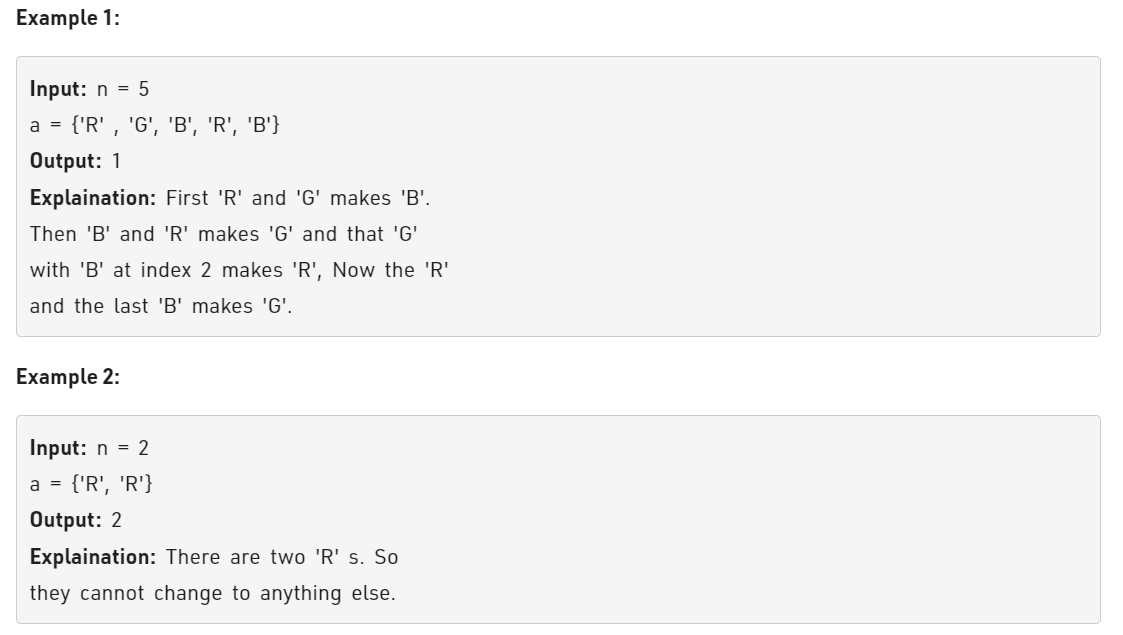 Example 1:
Input: n = 5
a = {'R' , 'G', 'B', 'R', 'B'}
Output: 1
Explaination: First 'R' and 'G' makes 'B'.
Then 'B' and 'R' makes 'G' and that 'G'
with 'B' at index 2 makes 'R', Now the 'R'
and the last 'B' makes 'G'.
Example 2:
Input: n = 2
a = {'R', 'R'}
Output: 2
Explaination: There are two 'R' s. So
they cannot change to anything else.